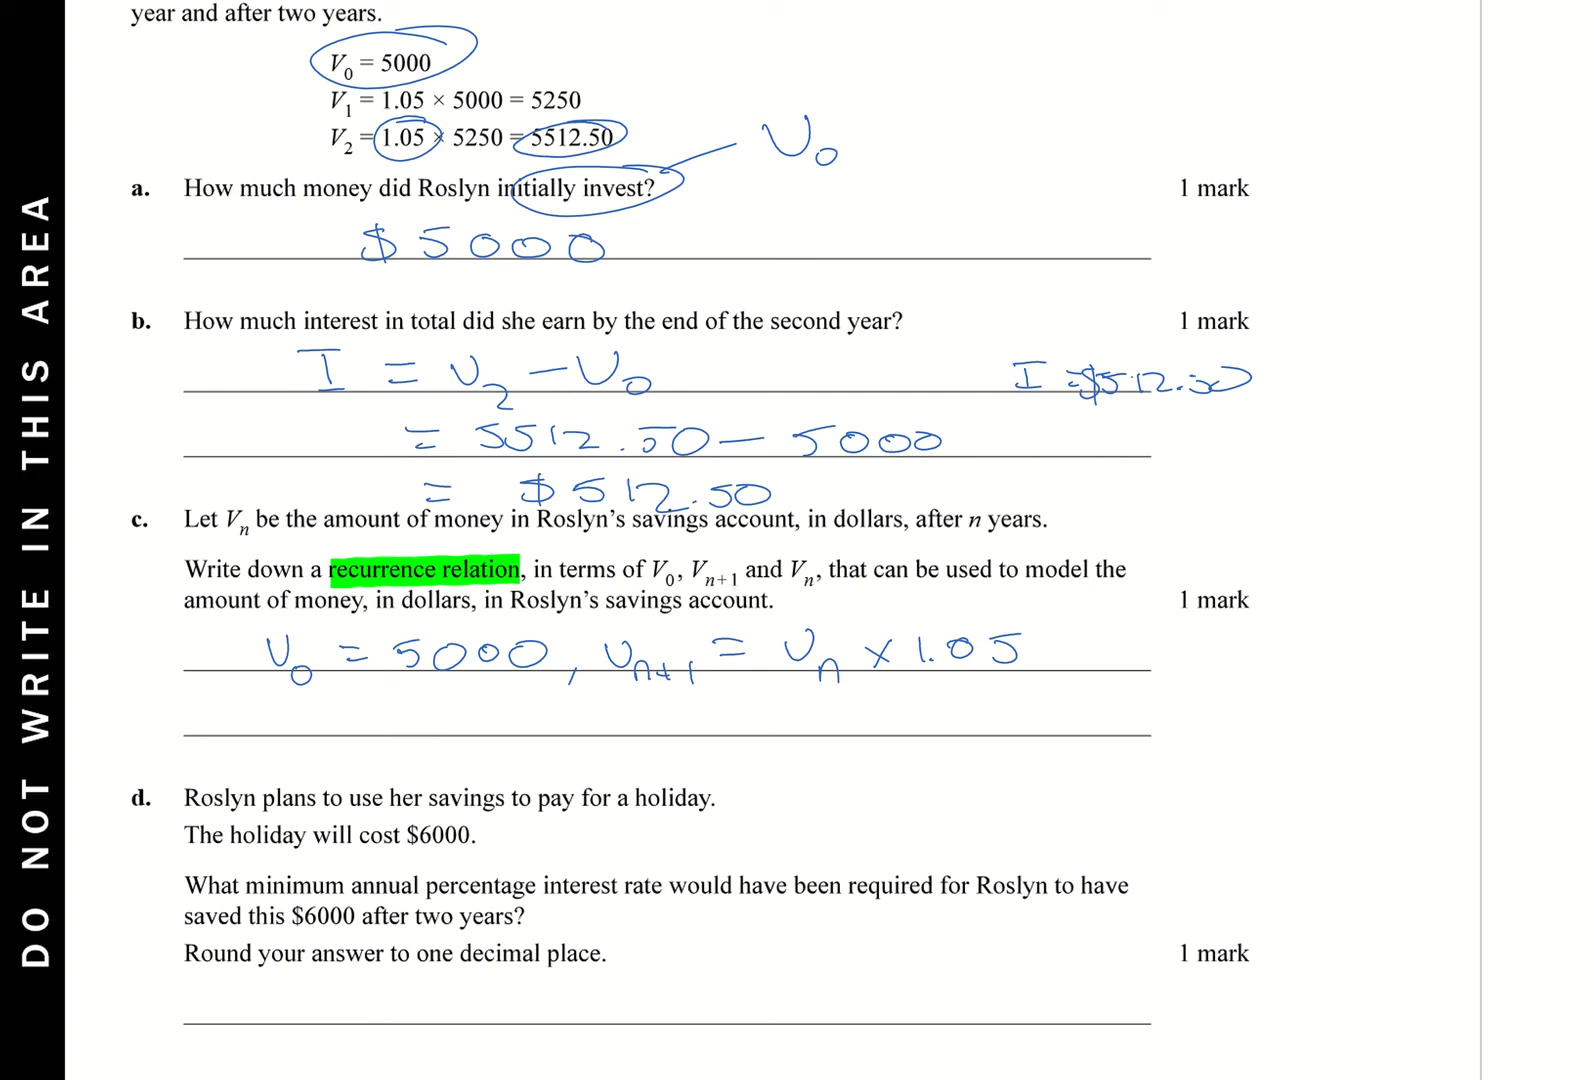 year and after two years.
V0 = 5000
V1 = 1.05 × 5000 = 5250
V2 = 1.05 × 5250 = 5512.50
V0
a. How much money did Roslyn initially invest? 1 mark
$5000
b. How much interest in total did she earn by the end of the second year? 1 mark
I = V2 - V0
I = $512.50
= 5512.50 - 5000
= $512.50
c. Let Vn be the amount of money in Roslyn’s savings account, in dollars, after n years.
Write down a recurrence relation, in terms of V0, Vn+1 and Vn, that can be used to model the
amount of money, in dollars, in Roslyn’s savings account. 1 mark
V0 = 5000, Vn+1 = Vn × 1.05
d. Roslyn plans to use her savings to pay for a holiday.
The holiday will cost $6000.
What minimum annual percentage interest rate would have been required for Roslyn to have
saved this $6000 after two years?
Round your answer to one decimal place. 1 mark
DO NOT WRITE IN THIS AREA